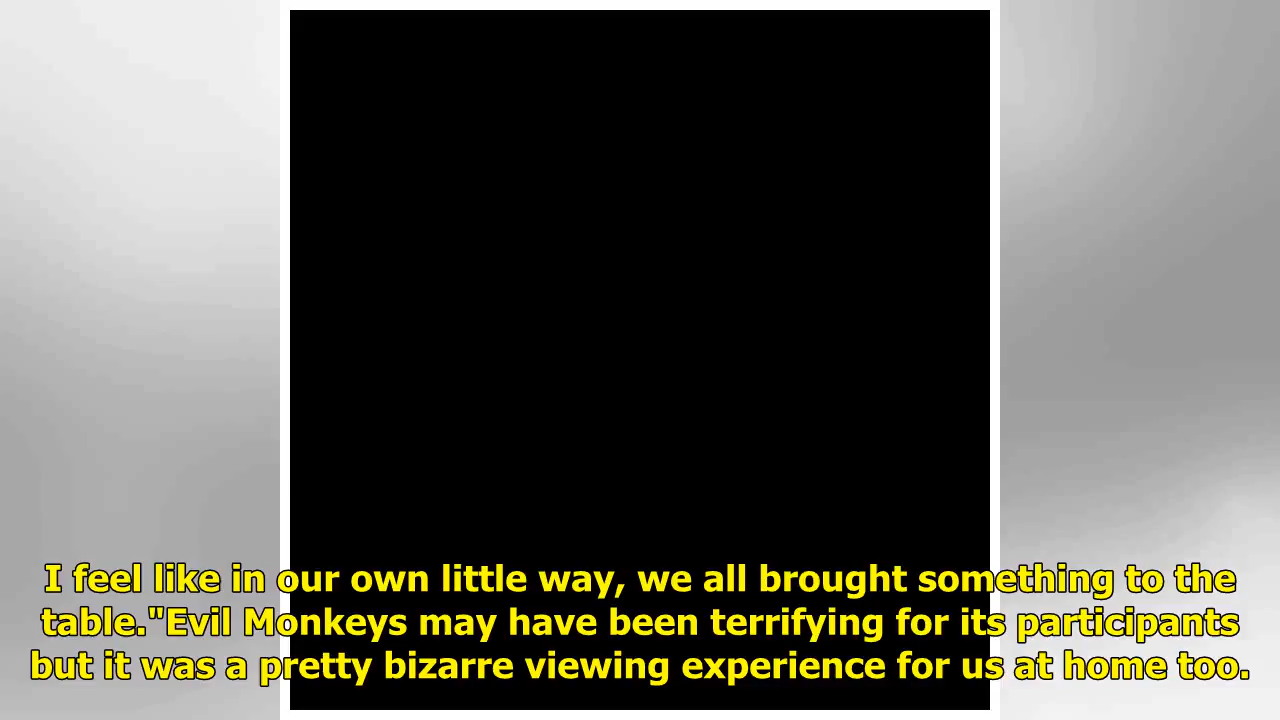 I feel like in our own little way, we all brought something to the
table."Evil Monkeys may have been terrifying for its participants
but it was a pretty bizarre viewing experience for us at home too.